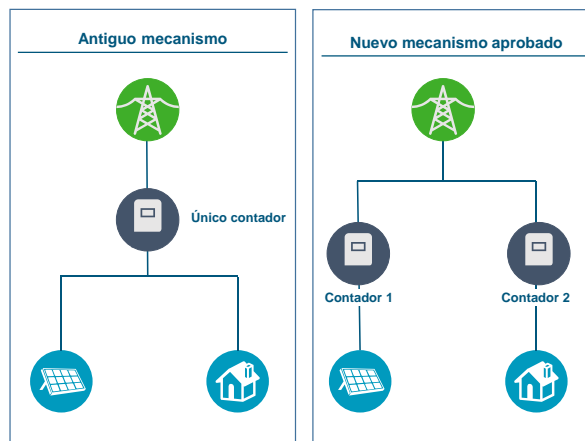 Antiguo mecanismo
Único contador
Nuevo mecanismo aprobado
Contador 1
Contador 2